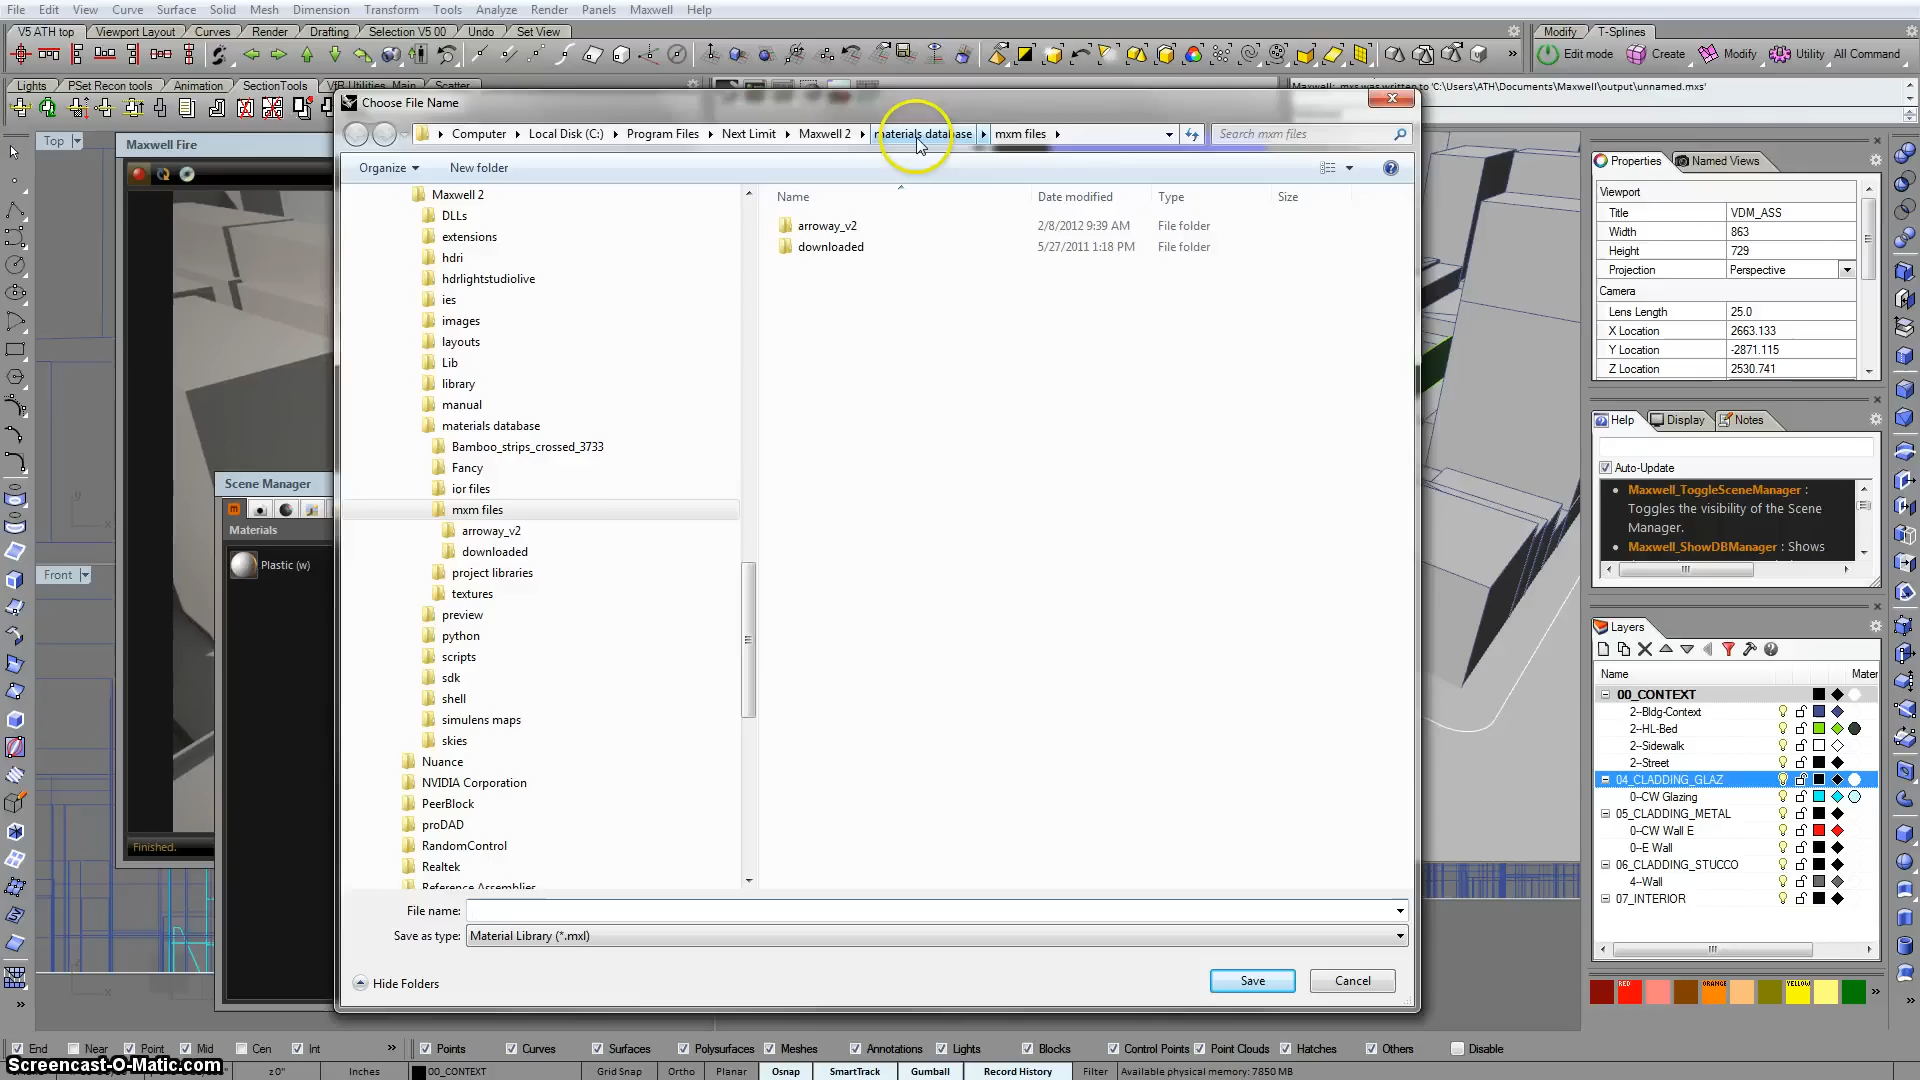 File Edit View Curve Surface Solid Mesh Dimension Transform Tools Analyze Render Panels Maxwell Help
V5 ATH top Viewport Layout Curves Render Drafting Selection V5 00 Undo Set View
Modify T-Splines
Edit mode Create Modify Utility All Command
Lights PSet Recon tools Animation SectionTools VfR Utilities Main Scatter
Maxwell: .mxs was written to 'C:\Users\ATH\Documents\Maxwell\output\unnamed.mxs'
Choose File Name
Computer Local Disk (C:) Program Files Next Limit Maxwell 2 materials database mxm files
Search mxm files
Organize New folder
Name Date modified Type Size
arroway_v2 2/8/2012 9:39 AM File folder
downloaded 5/27/2011 1:18 PM File folder
Maxwell 2
DLLs
extensions
hdri
hdrlightstudiolive
ies
images
layouts
Lib
library
manual
materials database
Bamboo_strips_crossed_3733
Fancy
ior files
mxm files
arroway_v2
downloaded
project libraries
textures
preview
python
scripts
sdk
shell
simulens maps
skies
Nuance
NVIDIA Corporation
PeerBlock
proDAD
RandomControl
Realtek
Reference Assemblies
File name:
Save as type: Material Library (*.mxl)
Hide Folders
Save Cancel
Top
Front
Maxwell Fire
Finished.
Scene Manager
Materials
Plastic (w)
Properties Named Views
Viewport
Title VDM_ASS
Width 863
Height 729
Projection Perspective
Camera
Lens Length 25.0
X Location 2663.133
Y Location -2871.115
Z Location 2530.741
Help Display Notes
Auto-Update
Maxwell_ToggleSceneManager :
Toggles the visibility of the Scene
Manager.
Maxwell_ShowDBManager : Shows
Layers
Name Mater
00_CONTEXT
2--Bldg-Context
2--HL-Bed
2--Sidewalk
2--Street
04_CLADDING_GLAZ
0--CW Glazing
05_CLADDING_METAL
0--CW Wall E
0--E Wall
06_CLADDING_STUCCO
4--Wall
07_INTERIOR
RED ORANGE YELLOW
End Near Point Mid Cen Int Points Curves Surfaces Polysurfaces Meshes Annotations Lights Blocks Control Points Point Clouds Hatches Others Disable
z 0" Inches 00_CONTEXT Grid Snap Ortho Planar Osnap SmartTrack Gumball Record History Filter Available physical memory: 7850 MB
Screencast-O-Matic.com